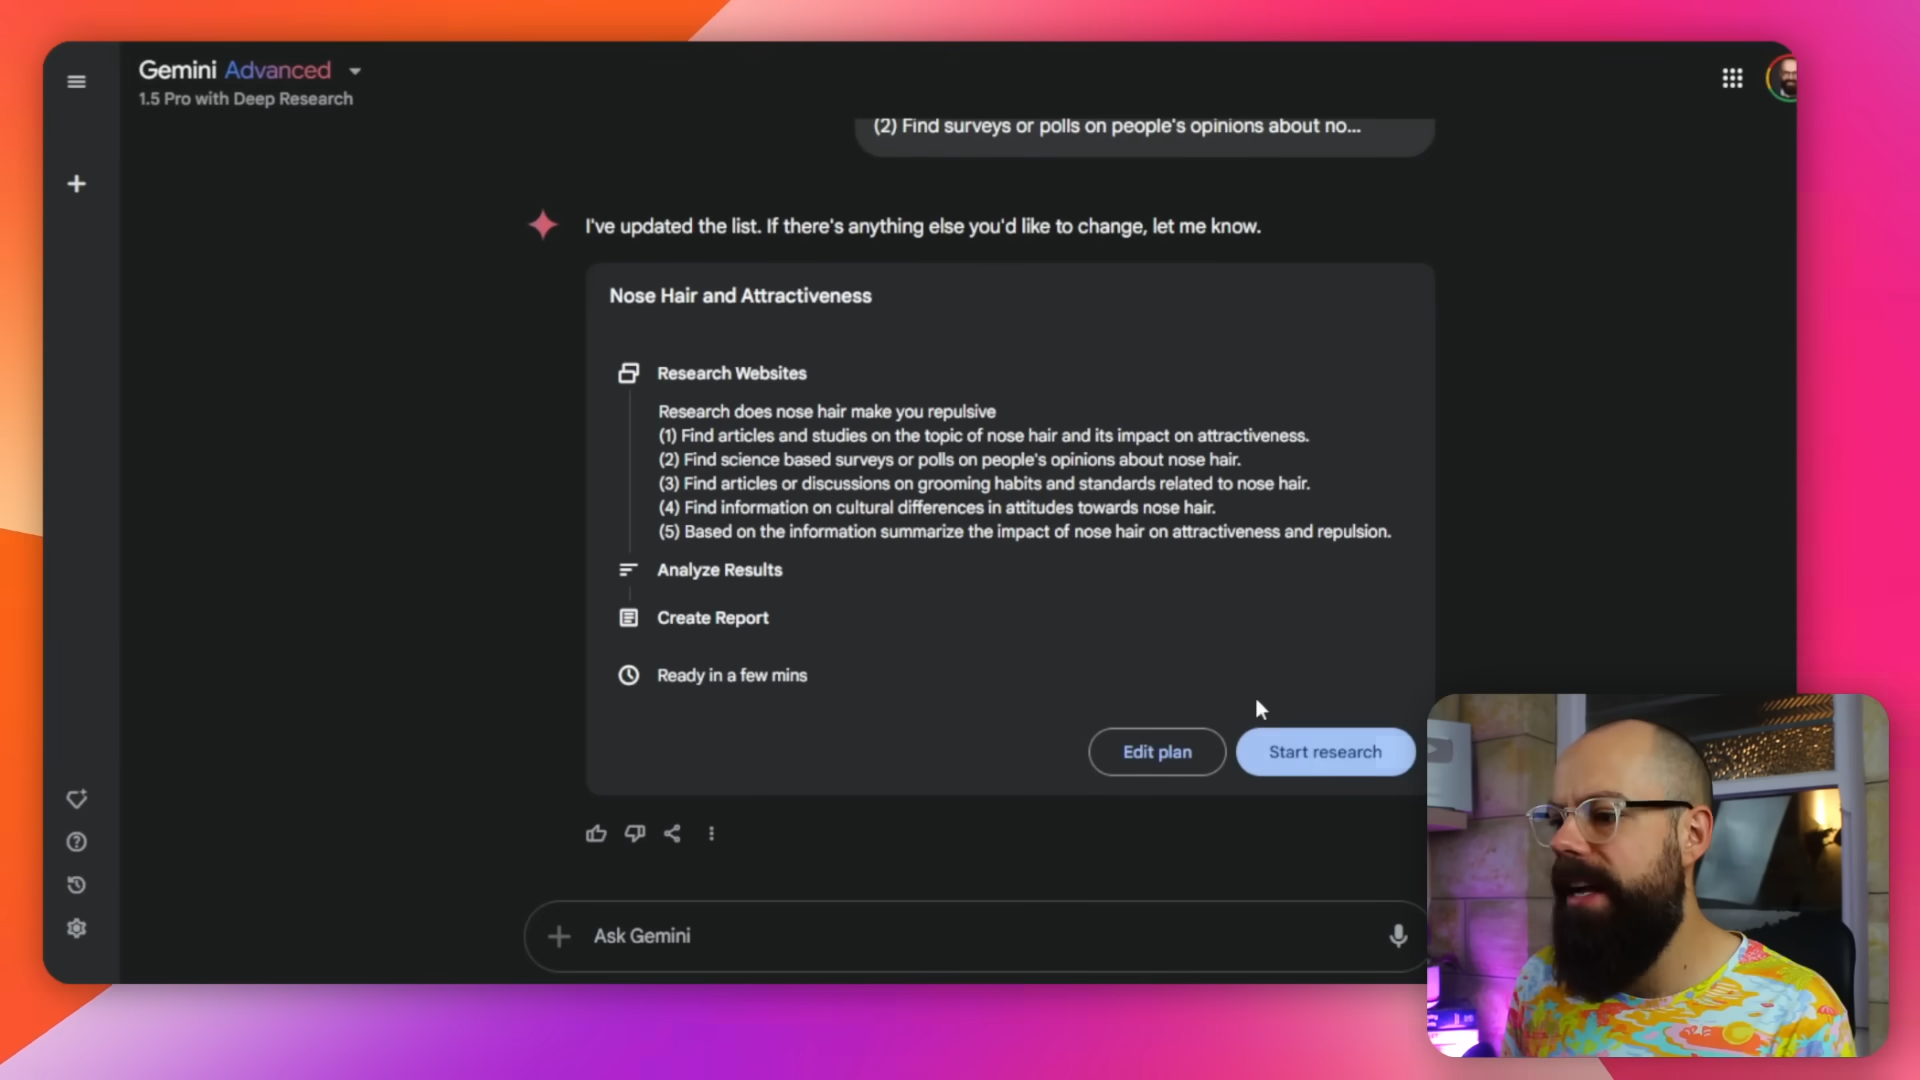 Gemini Advanced
1.5 Pro with Deep Research
(2) Find surveys or polls on people's opinions about no...
I've updated the list. If there's anything else you'd like to change, let me know.
Nose Hair and Attractiveness
Research Websites
Research does nose hair make you repulsive
(1) Find articles and studies on the topic of nose hair and its impact on attractiveness.
(2) Find science based surveys or polls on people's opinions about nose hair.
(3) Find articles or discussions on grooming habits and standards related to nose hair.
(4) Find information on cultural differences in attitudes towards nose hair.
(5) Based on the information summarize the impact of nose hair on attractiveness and repulsion.
Analyze Results
Create Report
Ready in a few mins
Edit plan
Start research
Ask Gemini